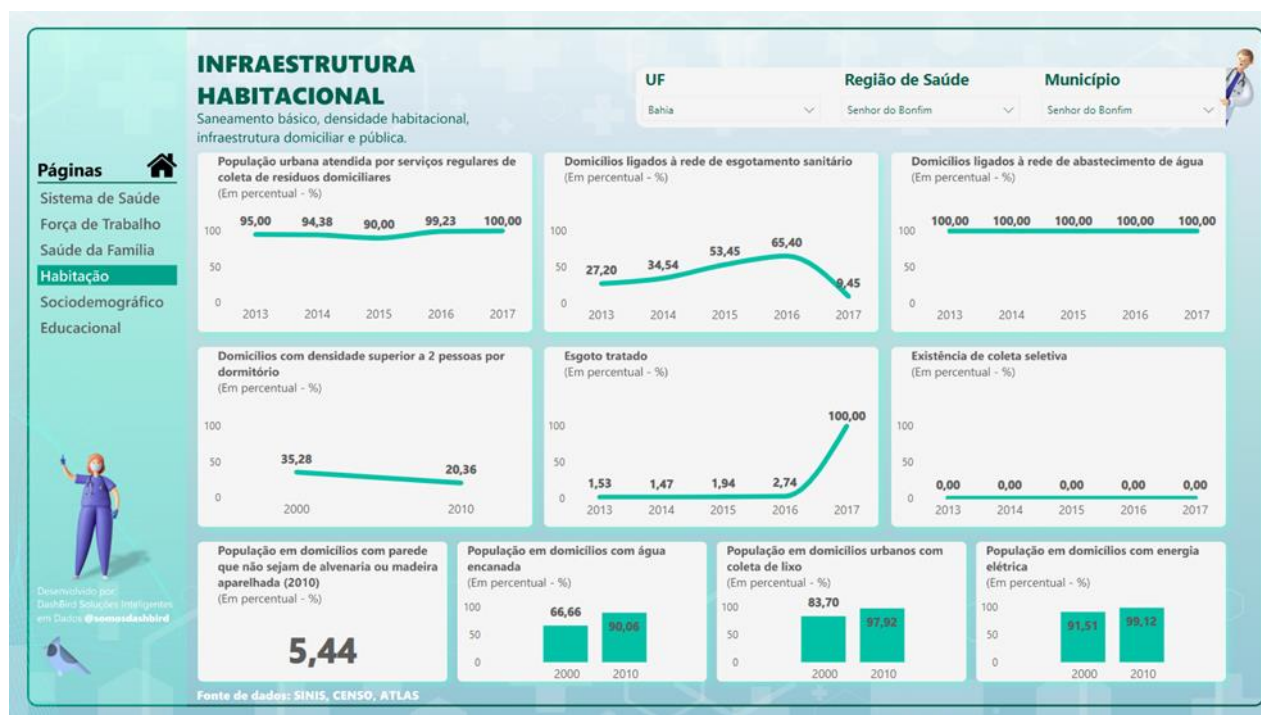 INFRAESTRUTURA
HABITACIONAL
Saneamento básico, densidade habitacional,
infraestrutura domiciliar e pública.
UF
Bahia
Região de Saúde
Senhor do Bonfim
Município
Senhor do Bonfim
Páginas
Sistema de Saúde
Força de Trabalho
Saúde da Família
Habitação
Sociodemográfico
Educacional
Desenvolvido por:
DashBird Soluções Inteligentes
em Dados @somosdashbird
População urbana atendida por serviços regulares de
coleta de resíduos domiciliares
(Em percentual - %)
95,00 94,38 90,00 99,23 100,00
100
50
0
2013 2014 2015 2016 2017
Domicílios ligados à rede de esgotamento sanitário
(Em percentual - %)
100
50
0
27,20 34,54 53,45 65,40 9,45
2013 2014 2015 2016 2017
Domicílios ligados à rede de abastecimento de água
(Em percentual - %)
100,00 100,00 100,00 100,00 100,00
100
50
0
2013 2014 2015 2016 2017
Domicílios com densidade superior a 2 pessoas por
dormitório
(Em percentual - %)
100
50
0
35,28 20,36
2000 2010
Esgoto tratado
(Em percentual - %)
100
50
0
1,53 1,47 1,94 2,74 100,00
2013 2014 2015 2016 2017
Existência de coleta seletiva
(Em percentual - %)
100
50
0
0,00 0,00 0,00 0,00 0,00
2013 2014 2015 2016 2017
População em domicílios com parede
que não sejam de alvenaria ou madeira
aparelhada (2010)
(Em percentual - %)
5,44
População em domicílios com água
encanada
(Em percentual - %)
100
50
0
66,66 90,06
2000 2010
População em domicílios urbanos com
coleta de lixo
(Em percentual - %)
100
50
0
83,70 97,92
2000 2010
População em domicílios com energia
elétrica
(Em percentual - %)
100
50
0
91,51 99,12
2000 2010
Fonte de dados: SINIS, CENSO, ATLAS